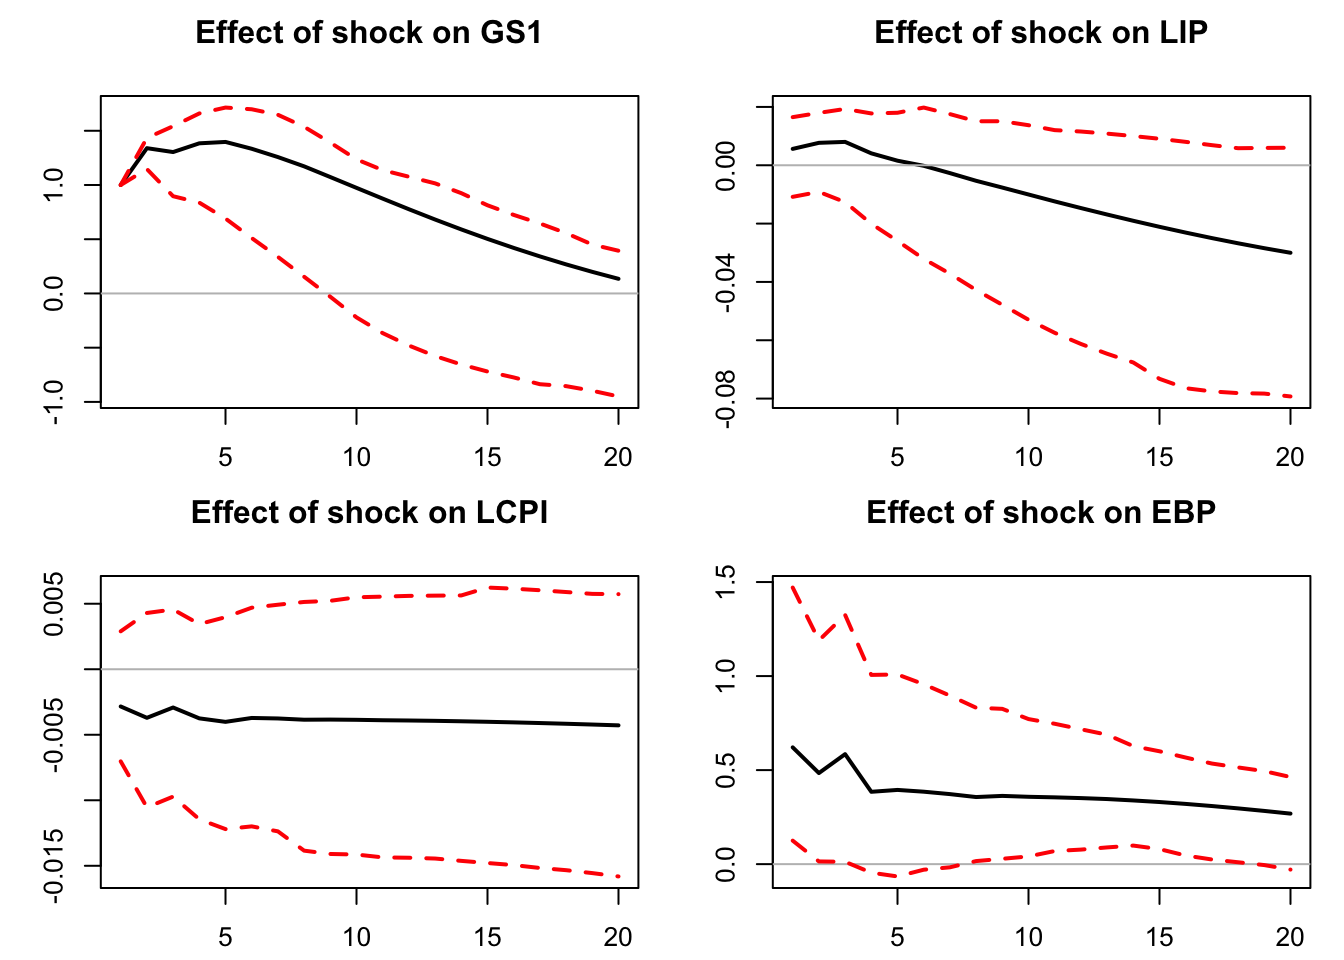 Effect of shock on GS1
1.0
0.0
-1.0
5 10 15 20
Effect of shock on LIP
0.00
-0.04
-0.08
5 10 15 20
Effect of shock on LCPI
0.005
-0.005
-0.015
5 10 15 20
Effect of shock on EBP
1.5
1.0
0.5
0.0
5 10 15 20